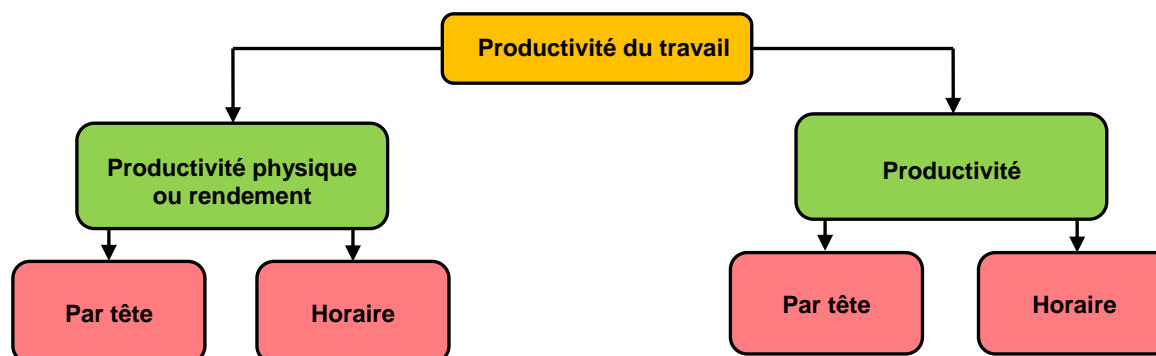 Productivité du travail
Productivité physique
ou rendement
Productivité
Par tête
Horaire
Par tête
Horaire